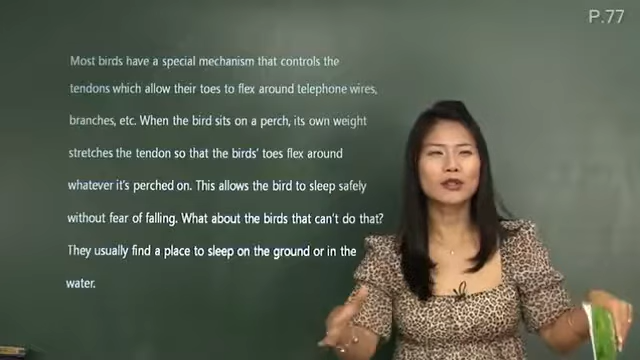 P.77
Most birds have a special mechanism that controls the
tendons which allow their toes to flex around telephone wires,
branches, etc. When the bird sits on a perch, its own weight
stretches the tendon so that the birds' toes flex around
whatever it's perched on. This allows the bird to sleep safely
without fear of falling. What about the birds that can't do that?
They usually find a place to sleep on the ground or in the
water.